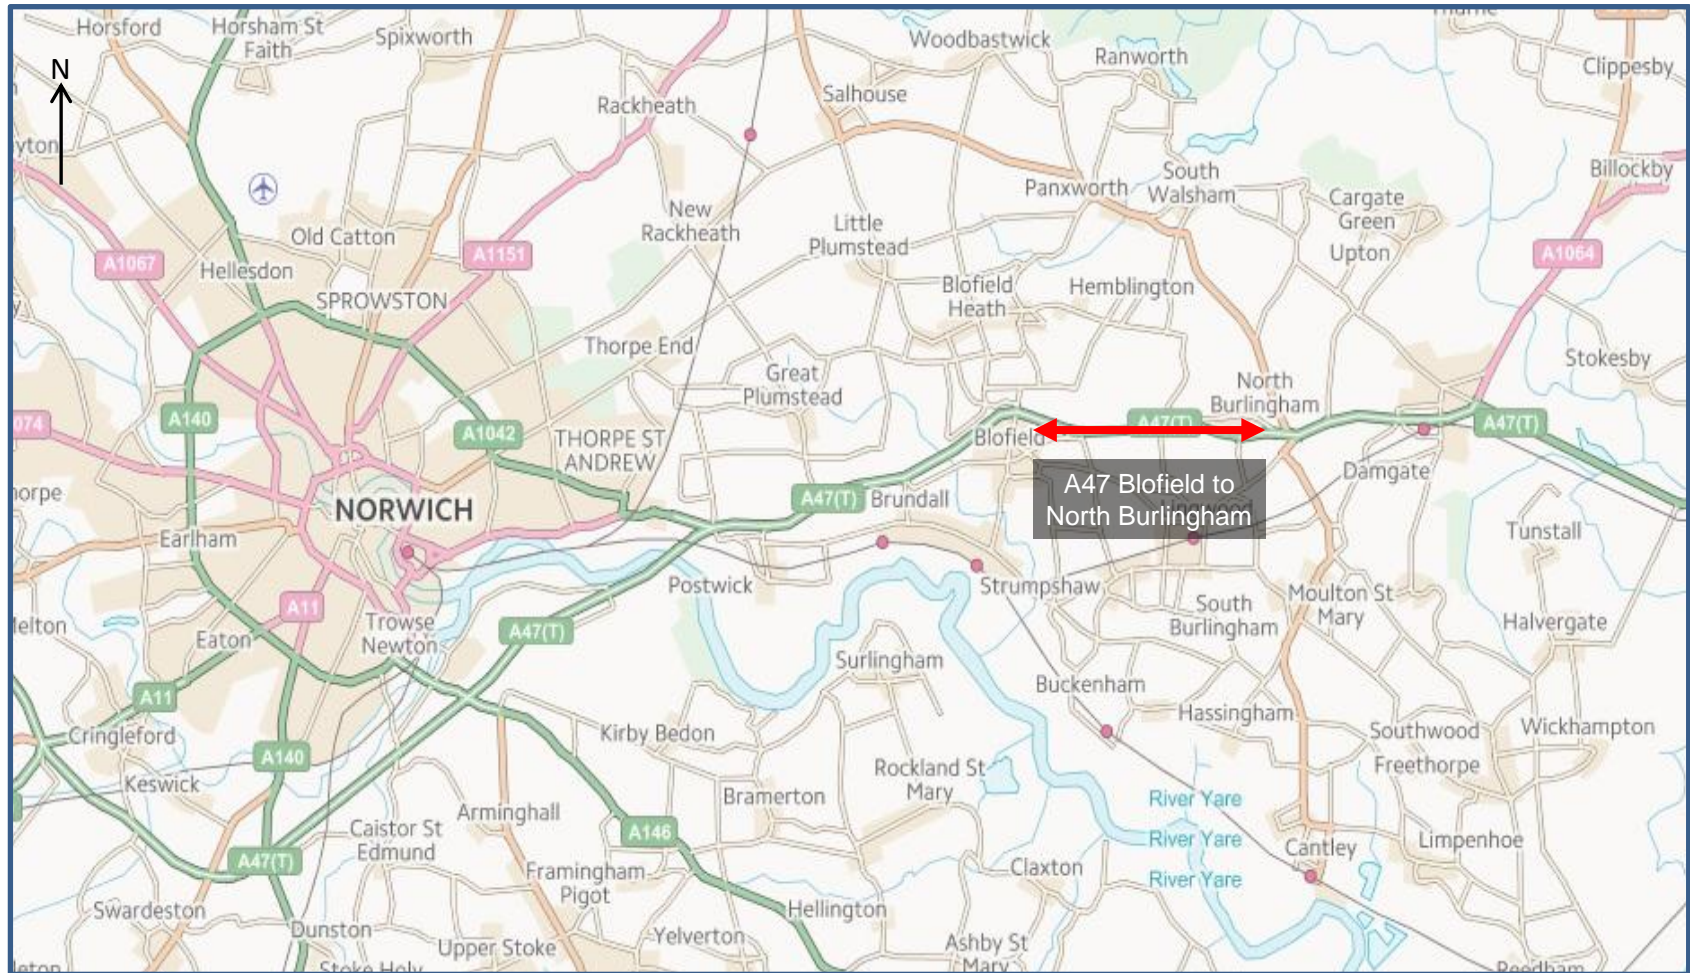 Horsford
Horsham St
Faith
Spixworth
Woodbastwick
Ranworth
Clippesby
N
Rackheath
Salhouse
Billockby
Panxworth
South
Walsham
Cargate
Green
Upton
New
Rackheath
Little
Plumstead
Old Catton
A1067
Hellesdon
A1151
A1064
SPROWSTON
Blofield
Heath
Hemblington
Thorpe End
Stokesby
Great
Plumstead
North
Burlingham
A140
A1042
A47(T)
A47(T)
THORPE ST
ANDREW
Blofield
Damgate
A47 Blofield to
North Burlingham
A47(T)
Brundall
NORWICH
Earlham
Tunstall
Postwick
Strumpshaw
A11
Trowse
Newton
Eaton
A47(T)
South
Burlingham
Moulton St
Mary
Halvergate
Surlingham
Buckenham
A11
Hassingham
Cringleford
Kirby Bedon
Southwood
Wickhampton
A140
Keswick
Rockland St
Mary
Freethorpe
Bramerton
Arminghall
River Yare
River Yare
River Yare
Caistor St
Edmund
A146
Cantley
Limpenhoe
A47(T)
Framingham
Pigot
Claxton
Swardeston
Dunston
Hellington
Upper Stoke
Yelverton
Ashby St
Mary
Stoke Holy
Reedham